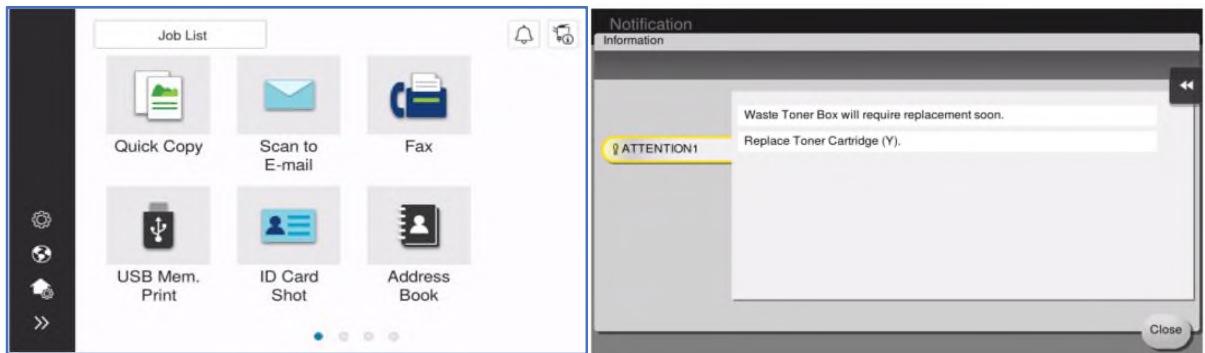 Job List
Quick Copy
Scan to
E-mail
Fax
USB Mem.
Print
ID Card
Shot
Address
Book
Notification
Information
ATTENTION1
Waste Toner Box will require replacement soon.
Replace Toner Cartridge (Y).
Close